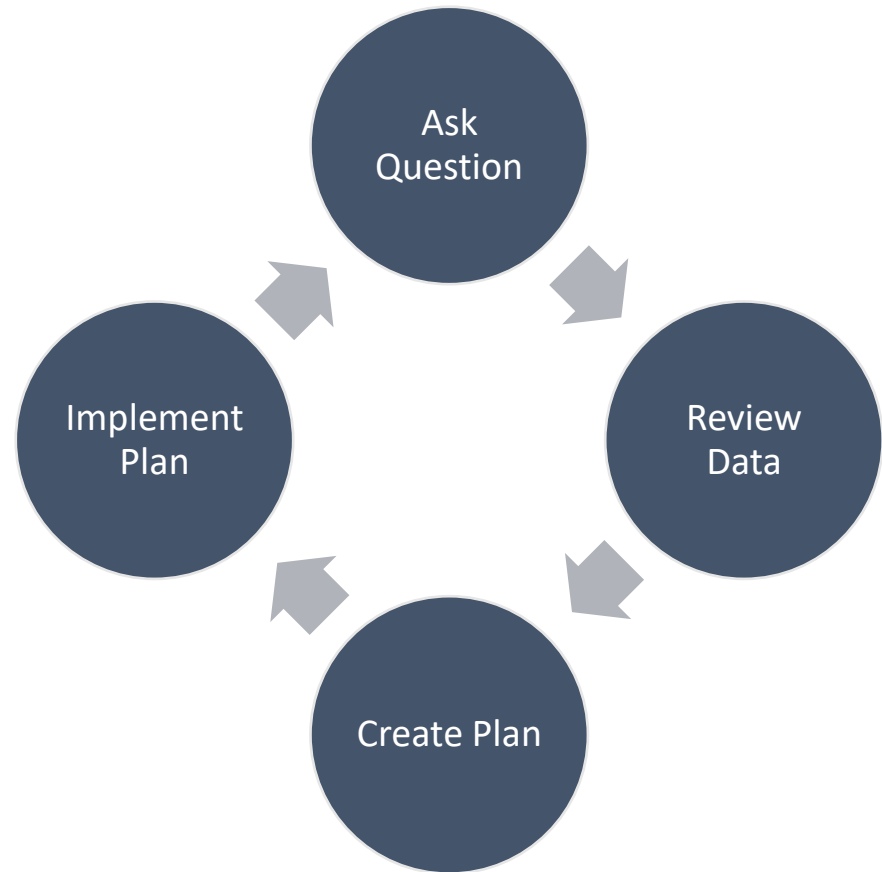 Ask
Question
Review
Data
Create Plan
Implement
Plan